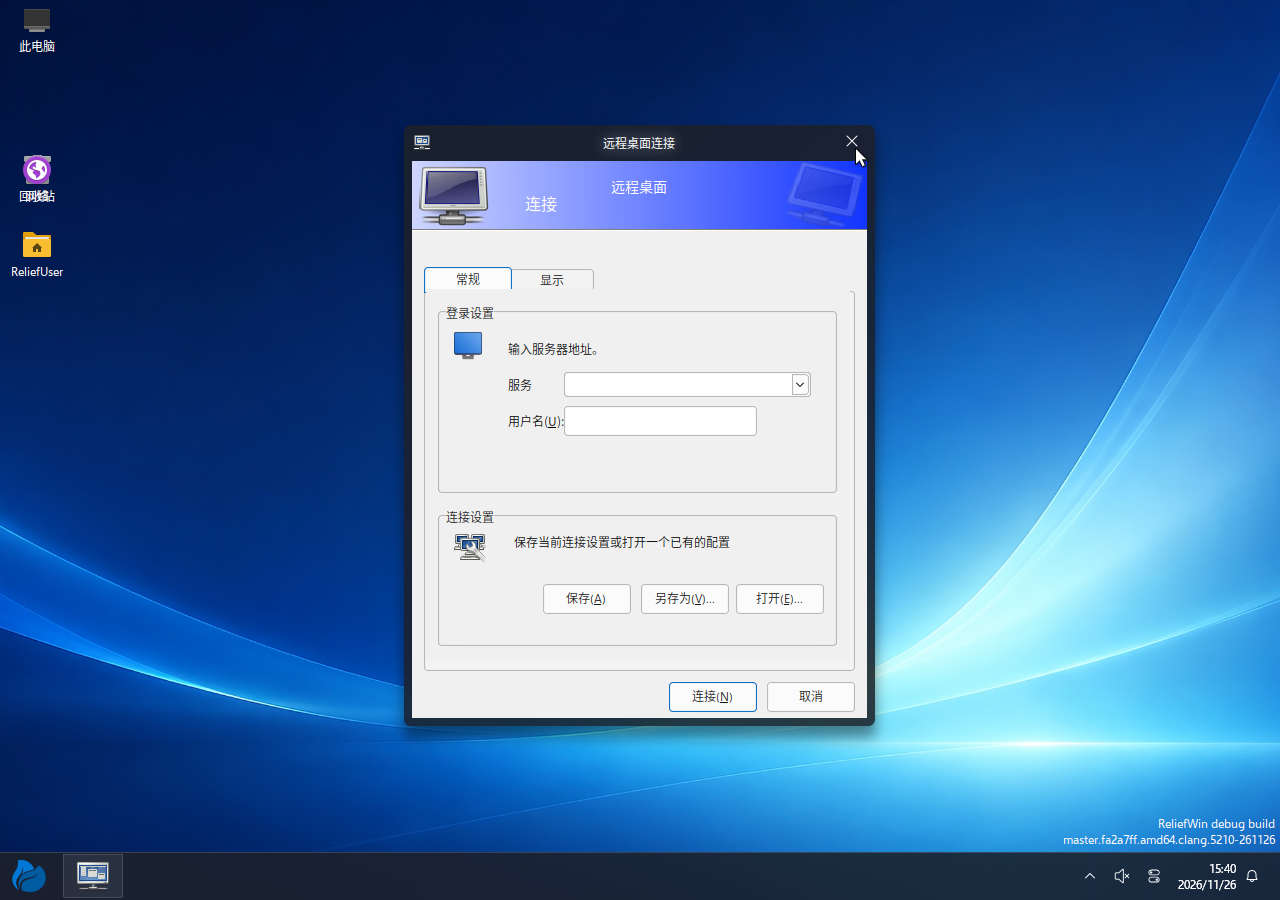 此电脑
ReliefUser
远程桌面连接
远程桌面
连接
常规
显示
登录设置
输入服务器地址。
服务
用户名(U):
连接设置
保存当前连接设置或打开一个已有的配置
保存(A)
另存为(V)...
打开(E)...
连接(N)
取消
ReliefWin debug build
master.fa2a7ff.amd64.clang.5210-261126
15:40
2026/11/26